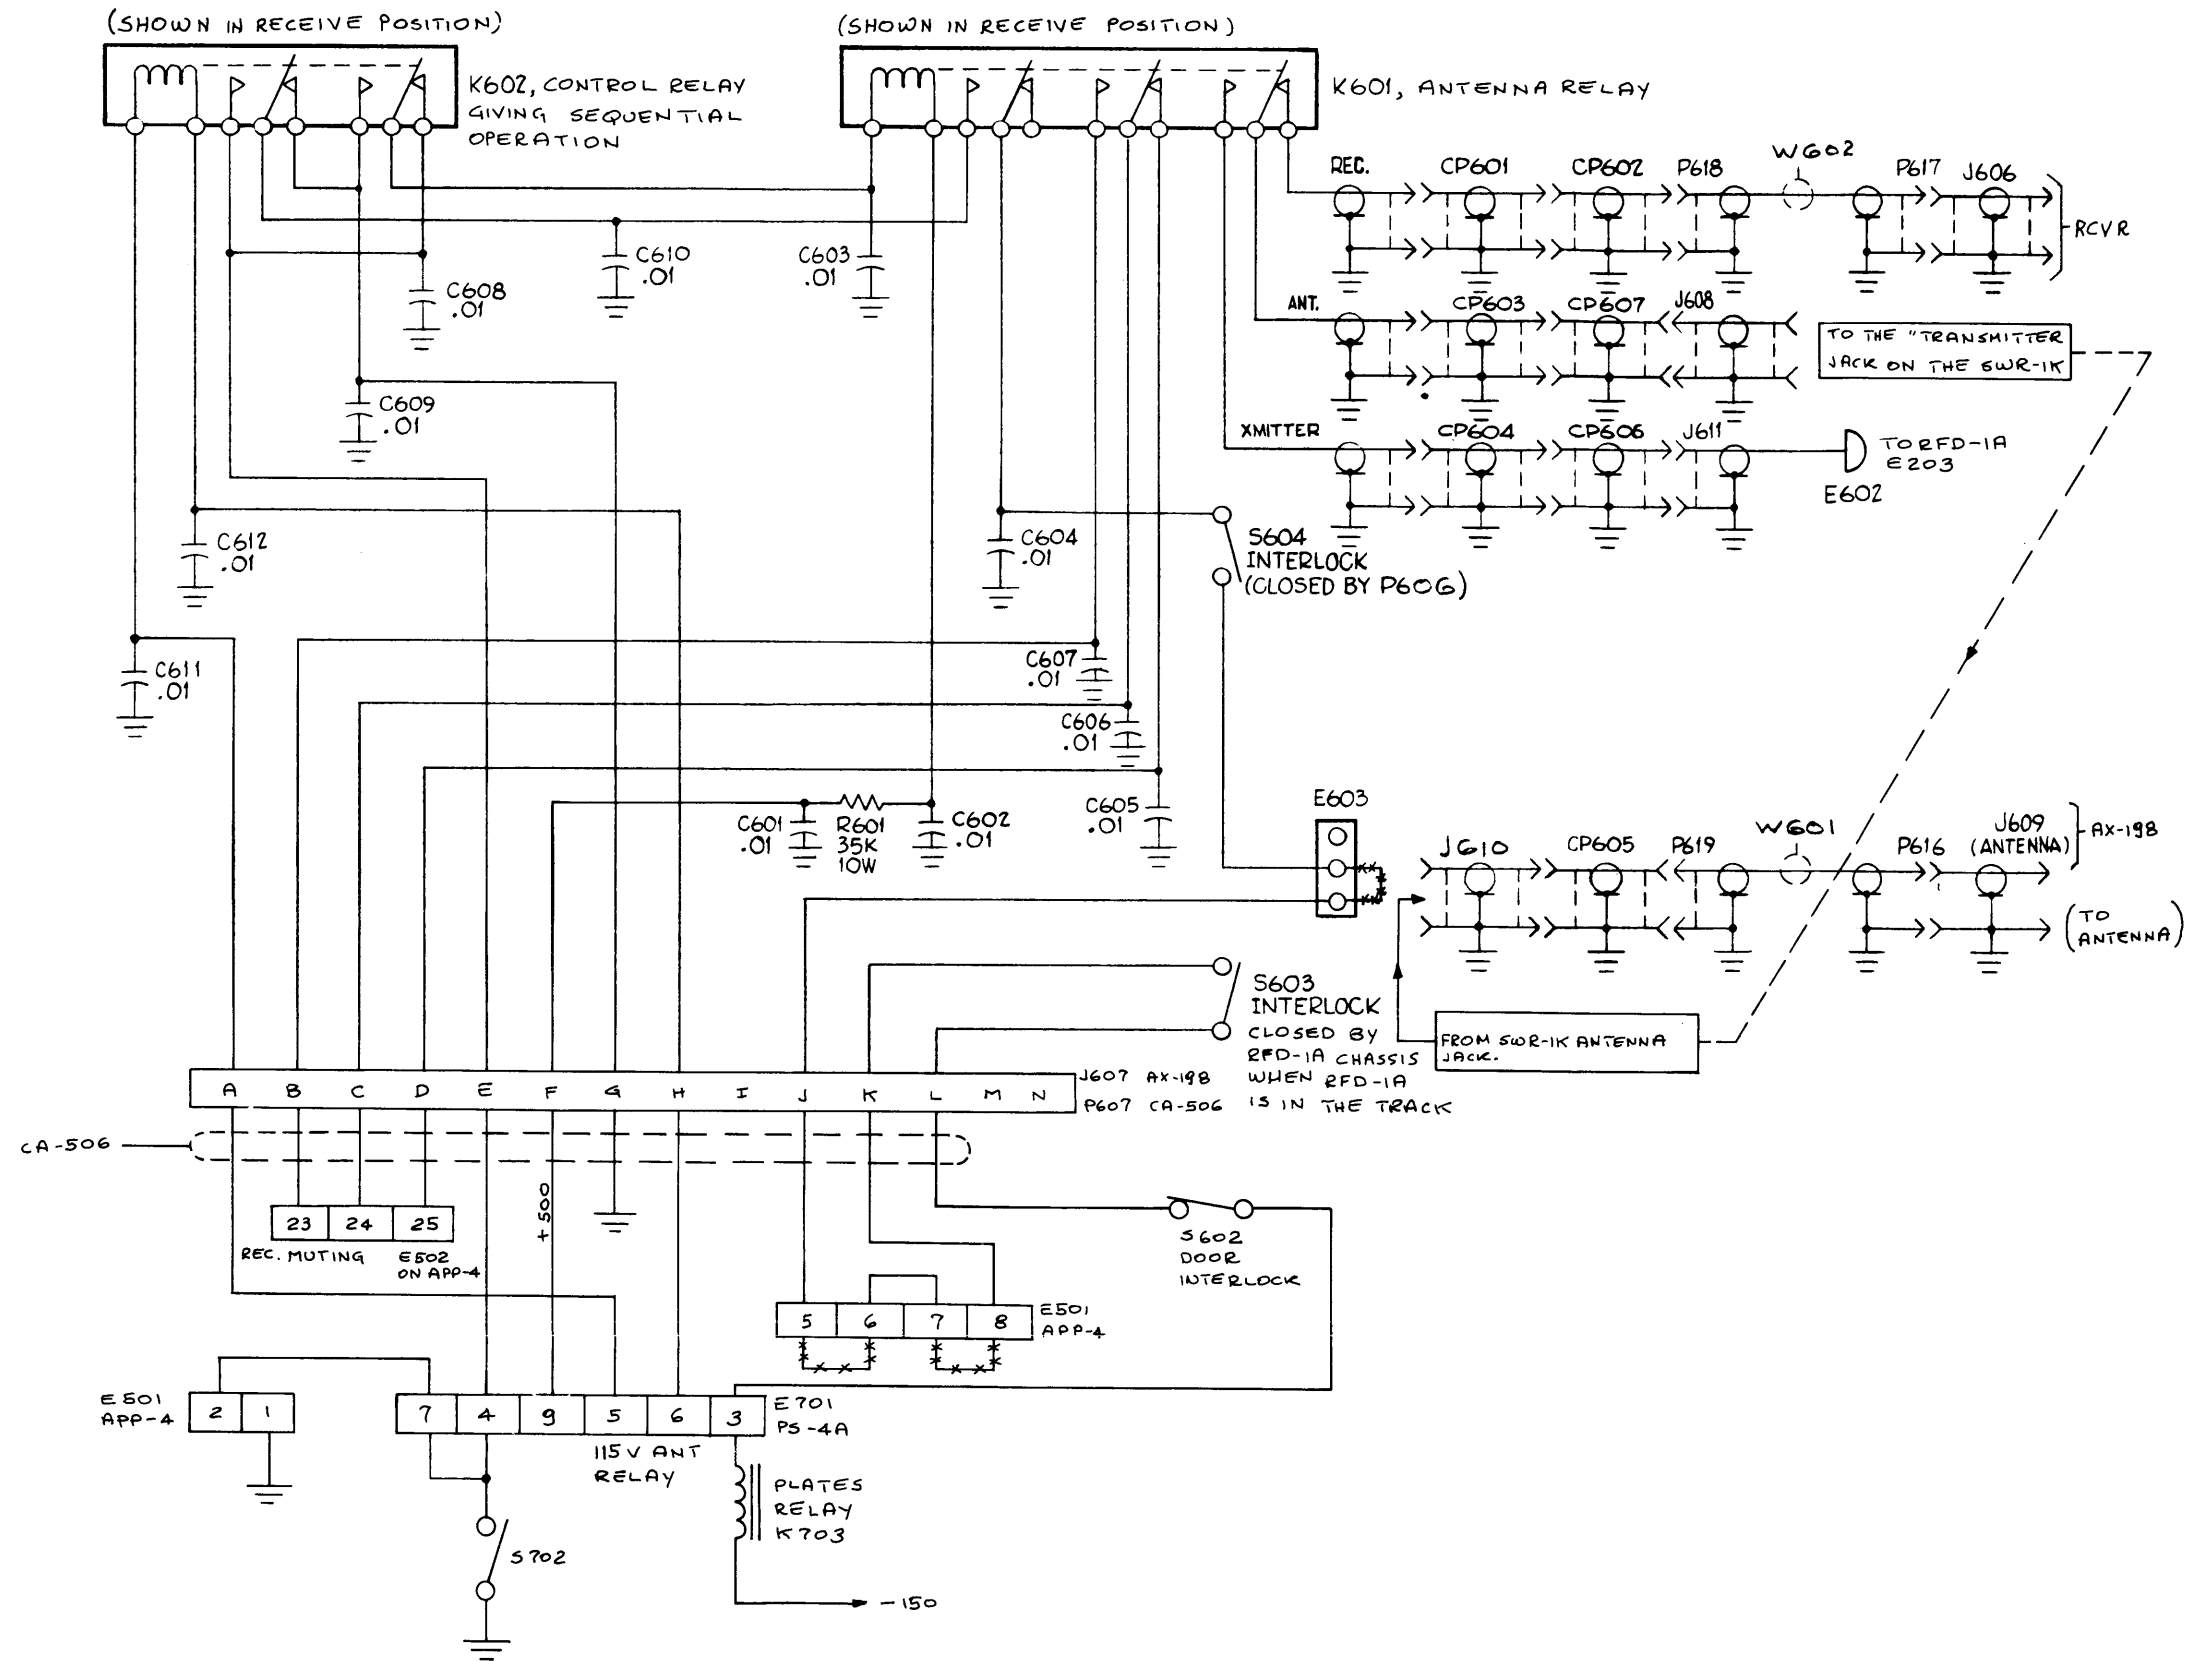 (SHOWN IN RECEIVE POSITION)
(SHOWN IN RECEIVE POSITION)
K602, CONTROL RELAY
GIVING SEQUENTIAL
OPERATION
K601, ANTENNA RELAY
REC.
CP601
CP602
P618
W602
P617
J606
RCVR
C610
.01
C603
.01
C608
.01
ANT.
CP603
CP607
J608
TO THE "TRANSMITTER
JACK ON THE SWR-1K
C609
.01
XMITTER
CP604
CP606
J611
TO RFD-1A
E203
E602
C612
.01
C604
.01
S604
INTERLOCK
(CLOSED BY P606)
C611
.01
C607
.01
C606
.01
C601
.01
R601
35K
10W
C602
.01
C605
.01
E603
J610
CP605
P619
W601
P616
J609
(ANTENNA)
AX-198
(TO
ANTENNA)
S603
INTERLOCK
CLOSED BY
RFD-1A CHASSIS
WHEN RFD-1A
IS IN THE TRACK
FROM SWR-1K ANTENNA
JACK.
A B C D E F G H I J K L M N
J607 AX-198
P607 CA-506
CA-506
+500
23 24 25
REC. MUTING
E502
ON APP-4
S602
DOOR
INTERLOCK
5 6 7 8
E501
APP-4
E501
APP-4
2 1
7 4 9 5 6 3
E701
PS-4A
115V ANT
RELAY
PLATES
RELAY
K703
S702
-150